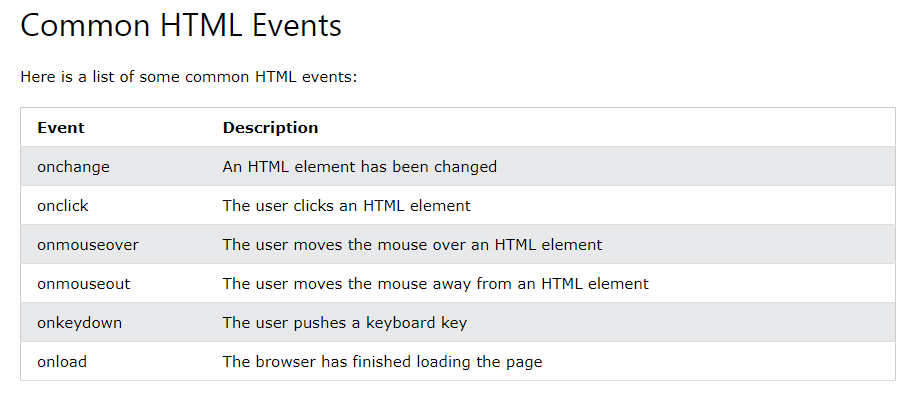 Common HTML Events
Here is a list of some common HTML events:
Event Description
onchange An HTML element has been changed
onclick The user clicks an HTML element
onmouseover The user moves the mouse over an HTML element
onmouseout The user moves the mouse away from an HTML element
onkeydown The user pushes a keyboard key
onload The browser has finished loading the page